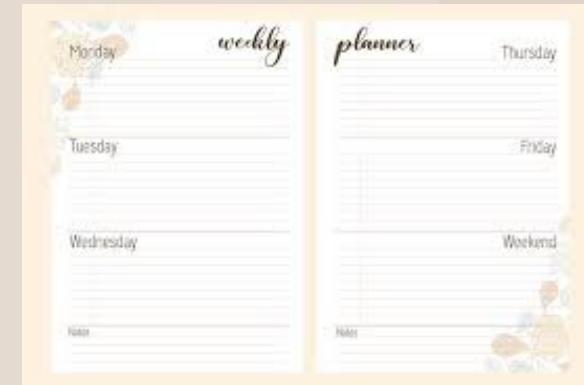 weekly
Monday
Tuesday
Wednesday
Notes
planner
Thursday
Friday
Weekend
Notes